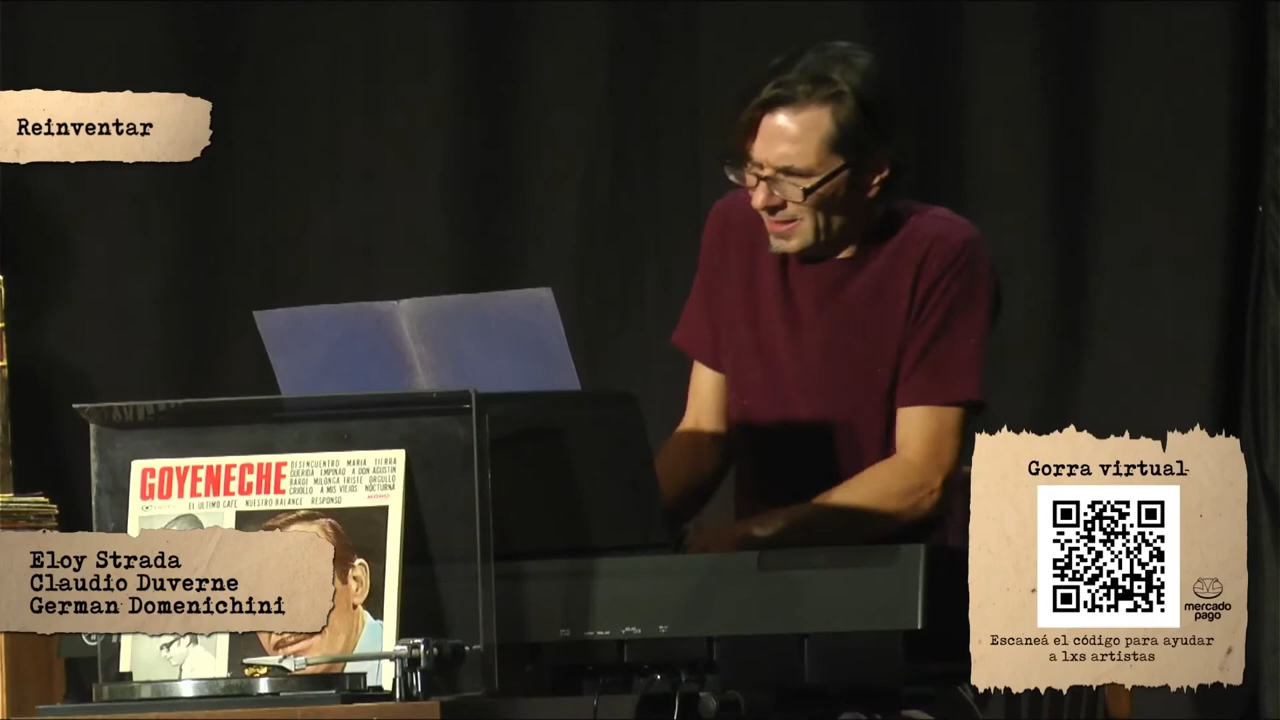 Reinventar
GOYENECHE
DESENCUENTRO MARIA TIERRA
QUERIDA EMPINAO A DON AGUSTIN
BARDI MILONGA TRISTE ORGULLO
CRIOLLO A MIS VIEJOS NOCTURNA
EL ULTIMO CAFE NUESTRO BALANCE RESPONSO
MONO
Eloy Strada
Claudio Duverne
German Domenichini
Gorra virtual
mercado
pago
Escaneá el código para ayudar
a lxs artistas